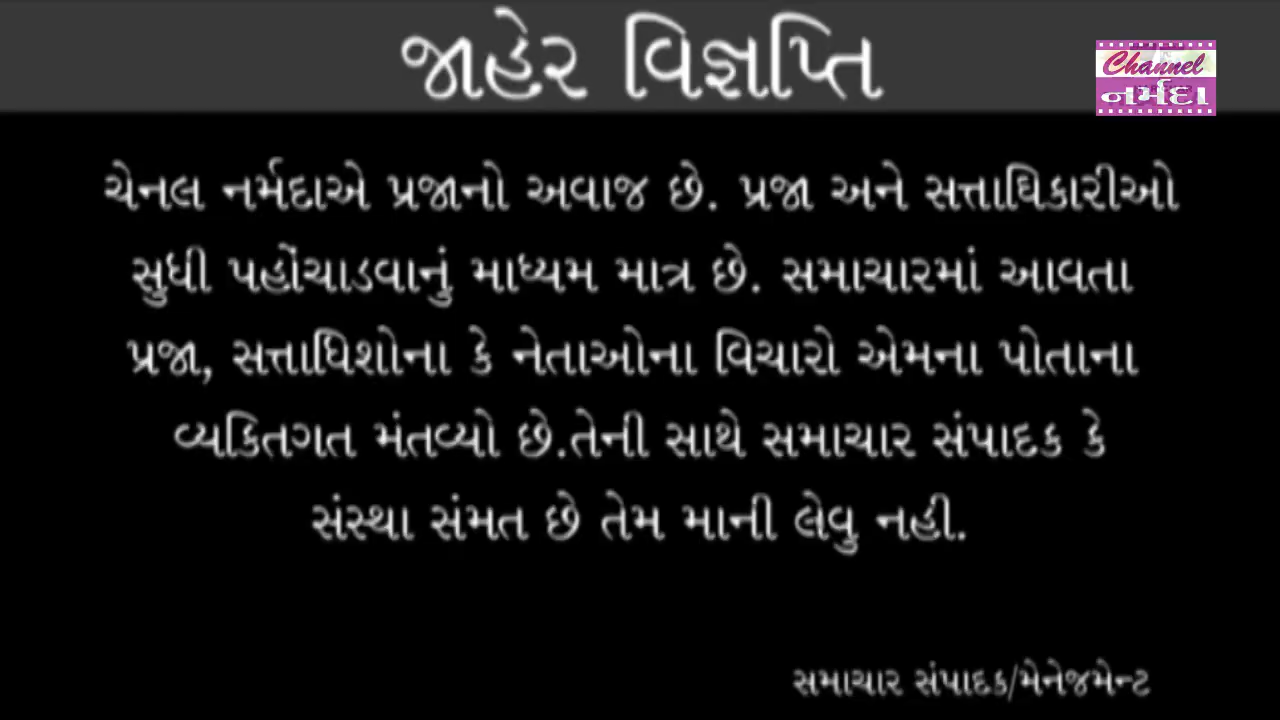 જાહેર વિજ્ઞપ્તિ
Channel
નર્મદા
ચેનલ નર્મદાએ પ્રજાનો અવાજ છે. પ્રજા અને સત્તાધિકારીઓ
સુધી પહોંચાડવાનું માધ્યમ માત્ર છે. સમાચારમાં આવતા
પ્રજા, સત્તાધિશોના કે નેતાઓના વિચારો એમના પોતાના
વ્યકિતગત મંતવ્યો છે.તેની સાથે સમાચાર સંપાદક કે
સંસ્થા સંમત છે તેમ માની લેવુ નહી.
સમાચાર સંપાદક/મેનેજમેન્ટ